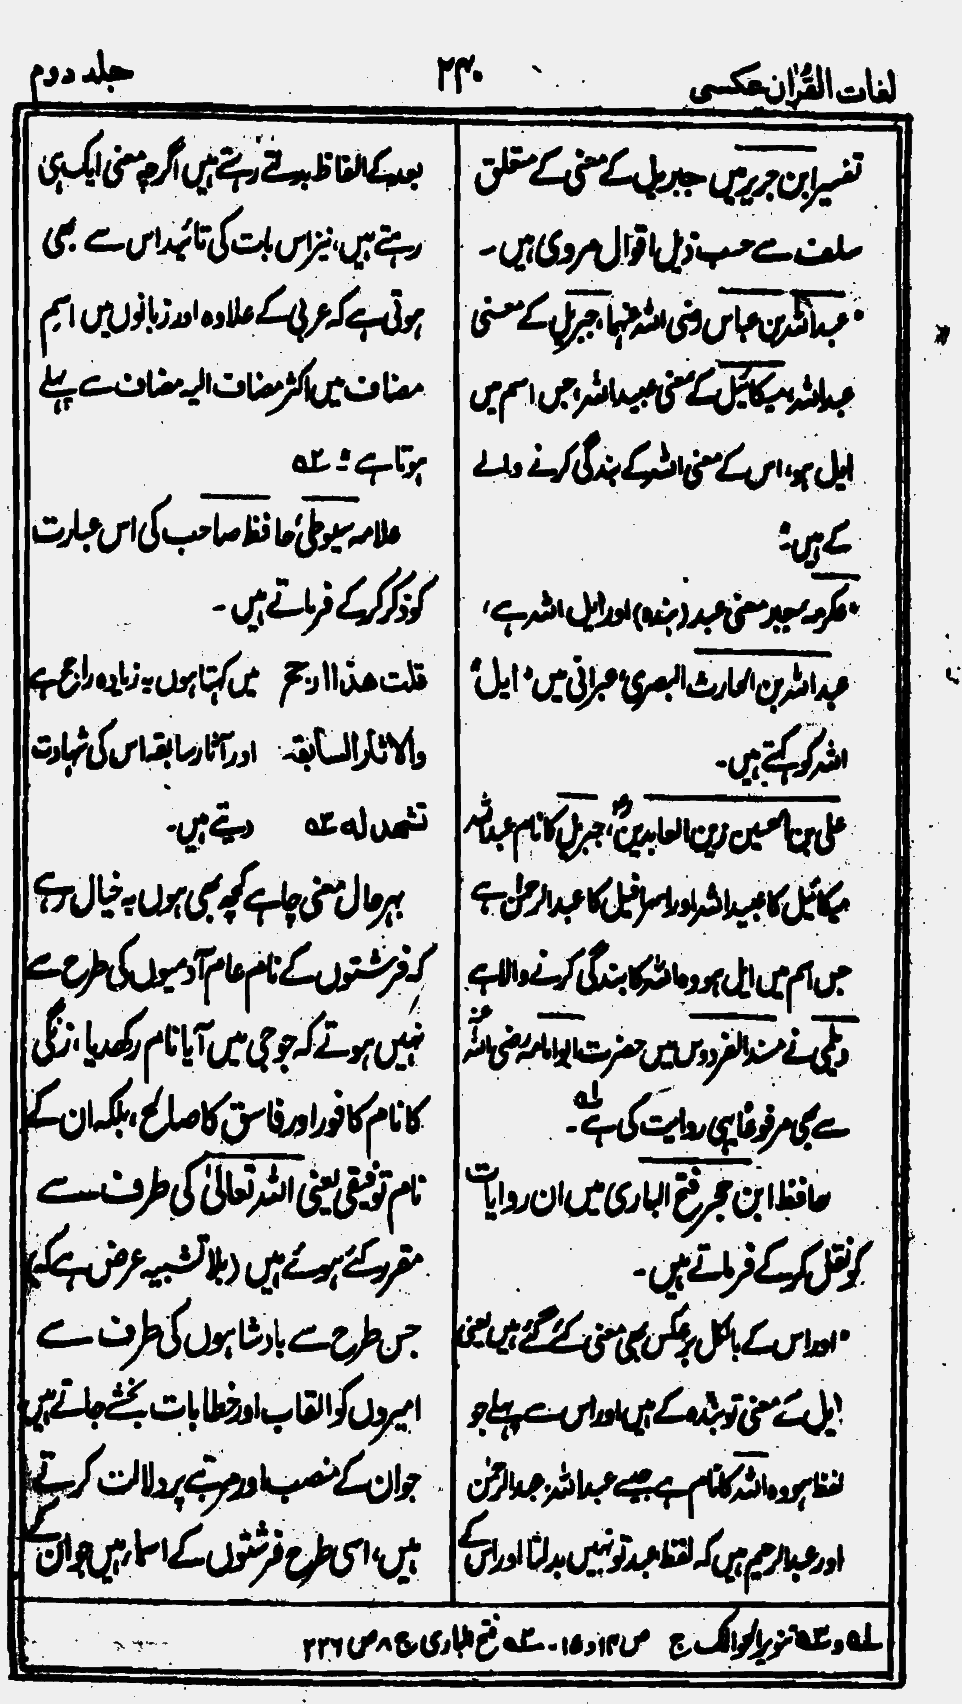 لغات القرآن عکسی
۲۳۰
جلد دوم
تفسیر ابن جریر میں جابریل کے معنی کے متعلق
سلف سے حسب ذیل اقوال مروی ہیں۔
"عبداللہ بن عباس رضی اللہ عنہما، جبریل کے معنی
عبداللہ، میکائیل کے معنی عبیداللہ، جس اسم میں
ایل ہو، اس کے معنی اللہ کے بندگی کرنے والے
کے ہیں۔"
"عکرمہ جبر معنی عبد (بندہ) اور ایل اللہ ہے،
عبداللہ بن الحارث البصری، عبرانی میں "ایل"
اللہ کو کہتے ہیں۔
علی بن الحسین زین العابدین، جبریل کا نام عبداللہ
میکائیل کا عبیداللہ اور اسرافیل کا عبدالرحمٰن ہے
جس اسم میں ایل ہو وہ اللہ کا بندگی کرنے والا ہے
دیلمی نے مسند الفردوس میں حضرت ابوامامہ رضی اللہ عنہ
سے بھی مرفوعًا یہی روایت کی ہے۔ لہ
حافظ ابن حجر فتح الباری میں ان روایات
کو نقل کرکے فرماتے ہیں۔
"اور اس کے بالکل برعکس بھی معنی کئے گئے ہیں یعنی
ایل کے معنی تو بندہ کے ہیں اور اس سے پہلے جو
لفظ ہو وہ اللہ کا نام ہے جیسے عبداللہ، عبدالرحمٰن
اور عبدالرحیم ہیں کہ لفظ عبد تو نہیں بدلتا اور اس کے
بعد کے الفاظ بدلتے رہتے ہیں اگرچہ معنی ایک ہی
رہتے ہیں، نیز اس بات کی تائید اس سے بھی
ہوتی ہے کہ عربی کے علاوہ اور زبانوں میں اسم
مضاف میں اکثر مضاف الیہ مضاف سے پہلے
ہوتا ہے"۔ ۲ہ
علامہ سیوطی حافظ صاحب کی اس عبارت
کو ذکر کرکے فرماتے ہیں۔
قلت هذا ارجح میں کہتا ہوں یہ زیادہ راجح ہے
والاثار السابقہ اور آثار سابقہ اس کی شہادت
تشهد له ۳ہ دیتے ہیں۔
بہرحال معنی چاہے کچھ بھی ہوں یہ خیال رہے
کہ فرشتوں کے نام عام آدمیوں کی طرح سے
نہیں ہوتے کہ جو جی میں آیا نام رکھ دیا، زنگی
کا نام کافور اور فاسق کا صالح، بلکہ ان کے
نام توفیقی یعنی اللہ تعالیٰ کی طرف سے
مقرر کئے ہوئے ہیں (بلا تشبیہ عرض ہے کہ)
جس طرح سے بادشاہوں کی طرف سے
امیروں کو القاب اور خطابات بخشے جاتے ہیں
جو ان کے منصب اور مرتبے پر دلالت کرتے
ہیں، اسی طرح فرشتوں کے اسماء ہیں جو ان کے
لہ و ۳ہ تنویر الحوالک ج ص ۱۴ و ۱۵ - ۲ہ فتح الباری ج ۸ ص ۲۲۶